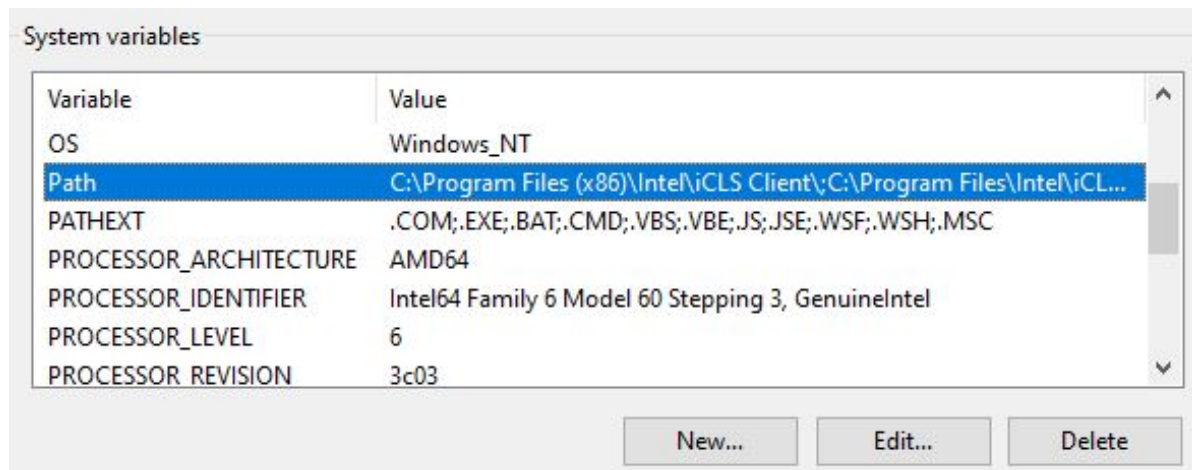 System variables
Variable Value
OS Windows_NT
Path C:\Program Files (x86)\Intel\iCLS Client\;C:\Program Files\Intel\iCL...
PATHEXT .COM;.EXE;.BAT;.CMD;.VBS;.VBE;.JS;.JSE;.WSF;.WSH;.MSC
PROCESSOR_ARCHITECTURE AMD64
PROCESSOR_IDENTIFIER Intel64 Family 6 Model 60 Stepping 3, GenuineIntel
PROCESSOR_LEVEL 6
PROCESSOR_REVISION 3c03
New... Edit... Delete